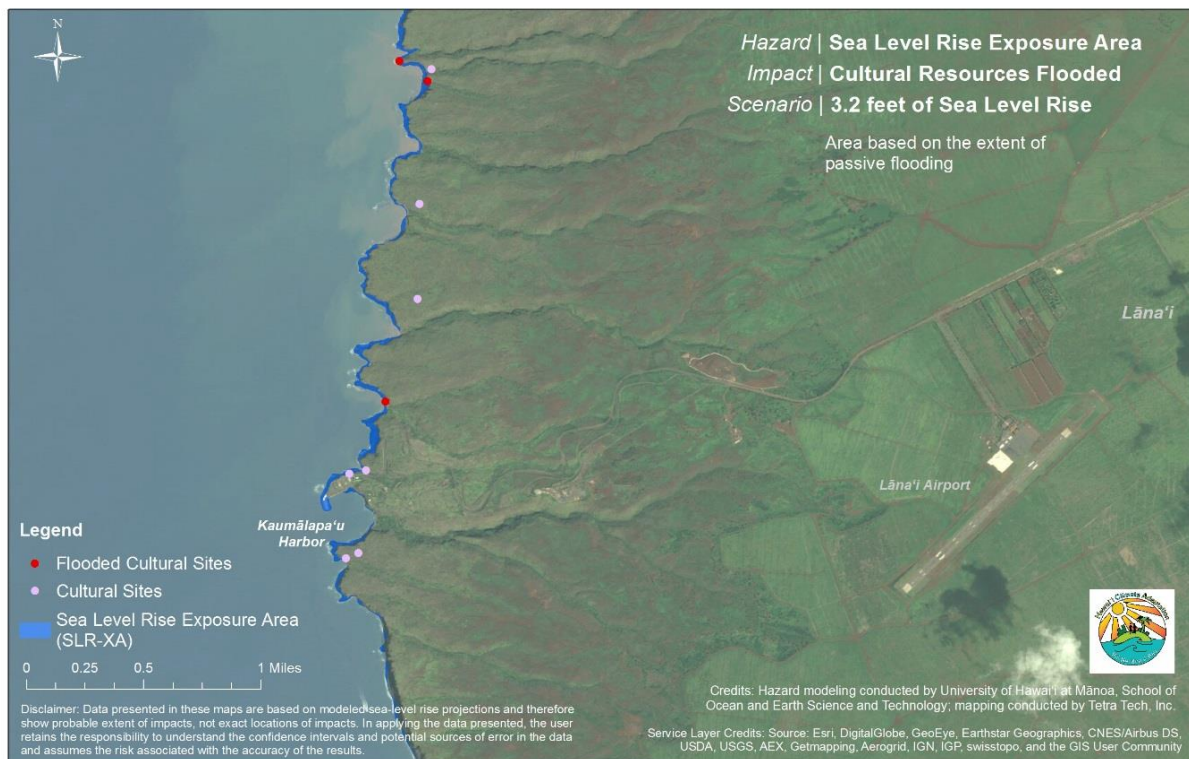 N
Hazard | Sea Level Rise Exposure Area
Impact | Cultural Resources Flooded
Scenario | 3.2 feet of Sea Level Rise
Area based on the extent of
passive flooding
Lānaʻi
Lānaʻi Airport
Kaumālapaʻu
Harbor
Legend
Flooded Cultural Sites
Cultural Sites
Sea Level Rise Exposure Area
(SLR-XA)
0 0.25 0.5 1 Miles
Disclaimer: Data presented in these maps are based on modeled sea-level rise projections and therefore
show probable extent of impacts, not exact locations of impacts. In applying the data presented, the user
retains the responsibility to understand the confidence intervals and potential sources of error in the data
and assumes the risk associated with the accuracy of the results.
Hawaiʻi Climate Adaptation
Credits: Hazard modeling conducted by University of Hawaiʻi at Mānoa, School of
Ocean and Earth Science and Technology; mapping conducted by Tetra Tech, Inc.
Service Layer Credits: Source: Esri, DigitalGlobe, GeoEye, Earthstar Geographics, CNES/Airbus DS,
USDA, USGS, AEX, Getmapping, Aerogrid, IGN, IGP, swisstopo, and the GIS User Community